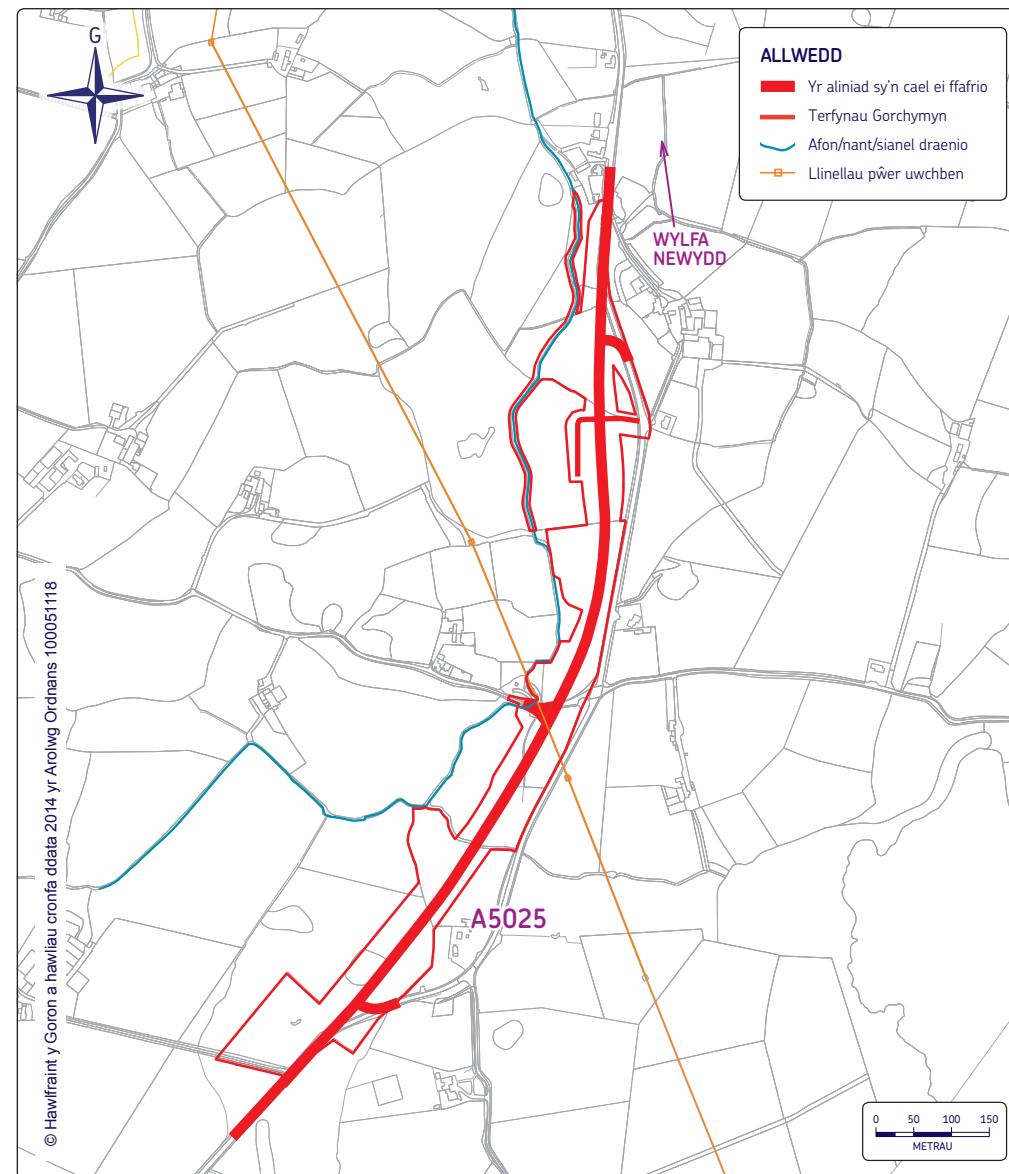 G
ALLWEDD
Yr aliniad sy'n cael ei ffafrio
Terfynau Gorchymyn
Afon/nant/sianel draenio
Llinellau pŵer uwchben
WYLFA
NEWYDD
A5025
© Hawlfraint y Goron a hawliau cronfa ddata 2014 yr Arolwg Ordnans 100051118
0 50 100 150
METRAU